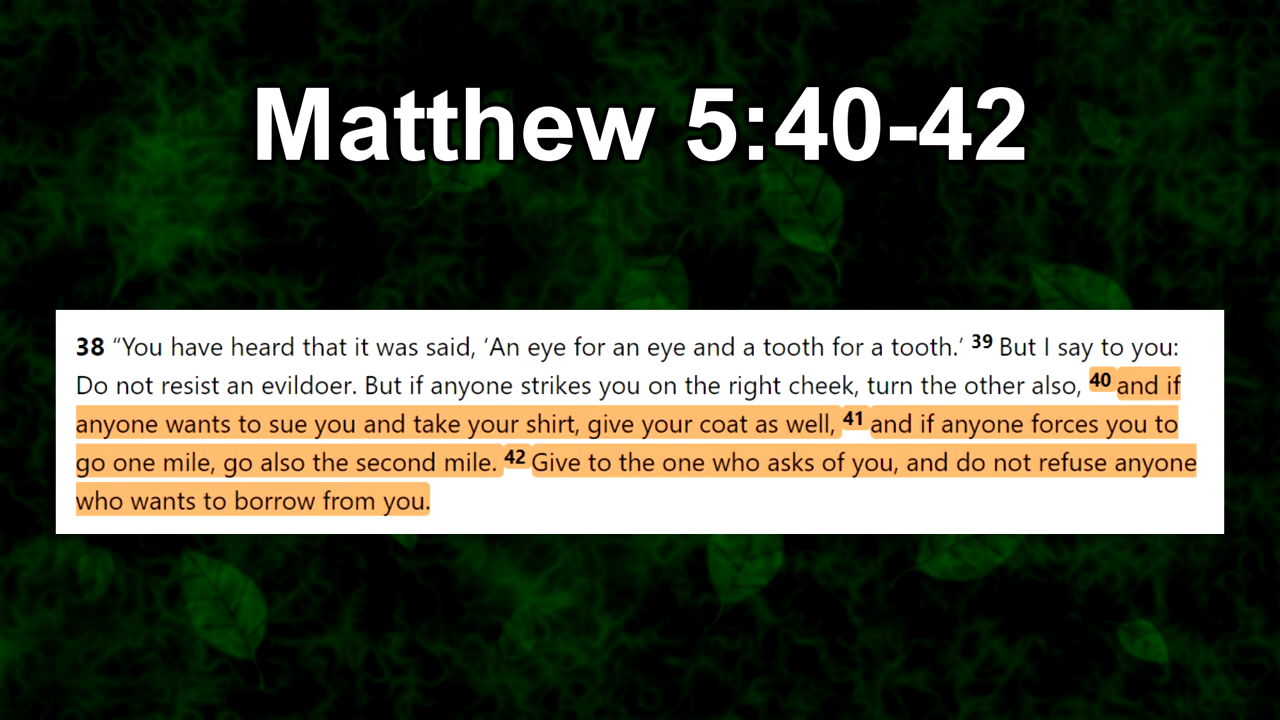 Matthew 5:40-42
38 “You have heard that it was said, ‘An eye for an eye and a tooth for a tooth.’ 39 But I say to you:
Do not resist an evildoer. But if anyone strikes you on the right cheek, turn the other also, 40 and if
anyone wants to sue you and take your shirt, give your coat as well, 41 and if anyone forces you to
go one mile, go also the second mile. 42 Give to the one who asks of you, and do not refuse anyone
who wants to borrow from you.